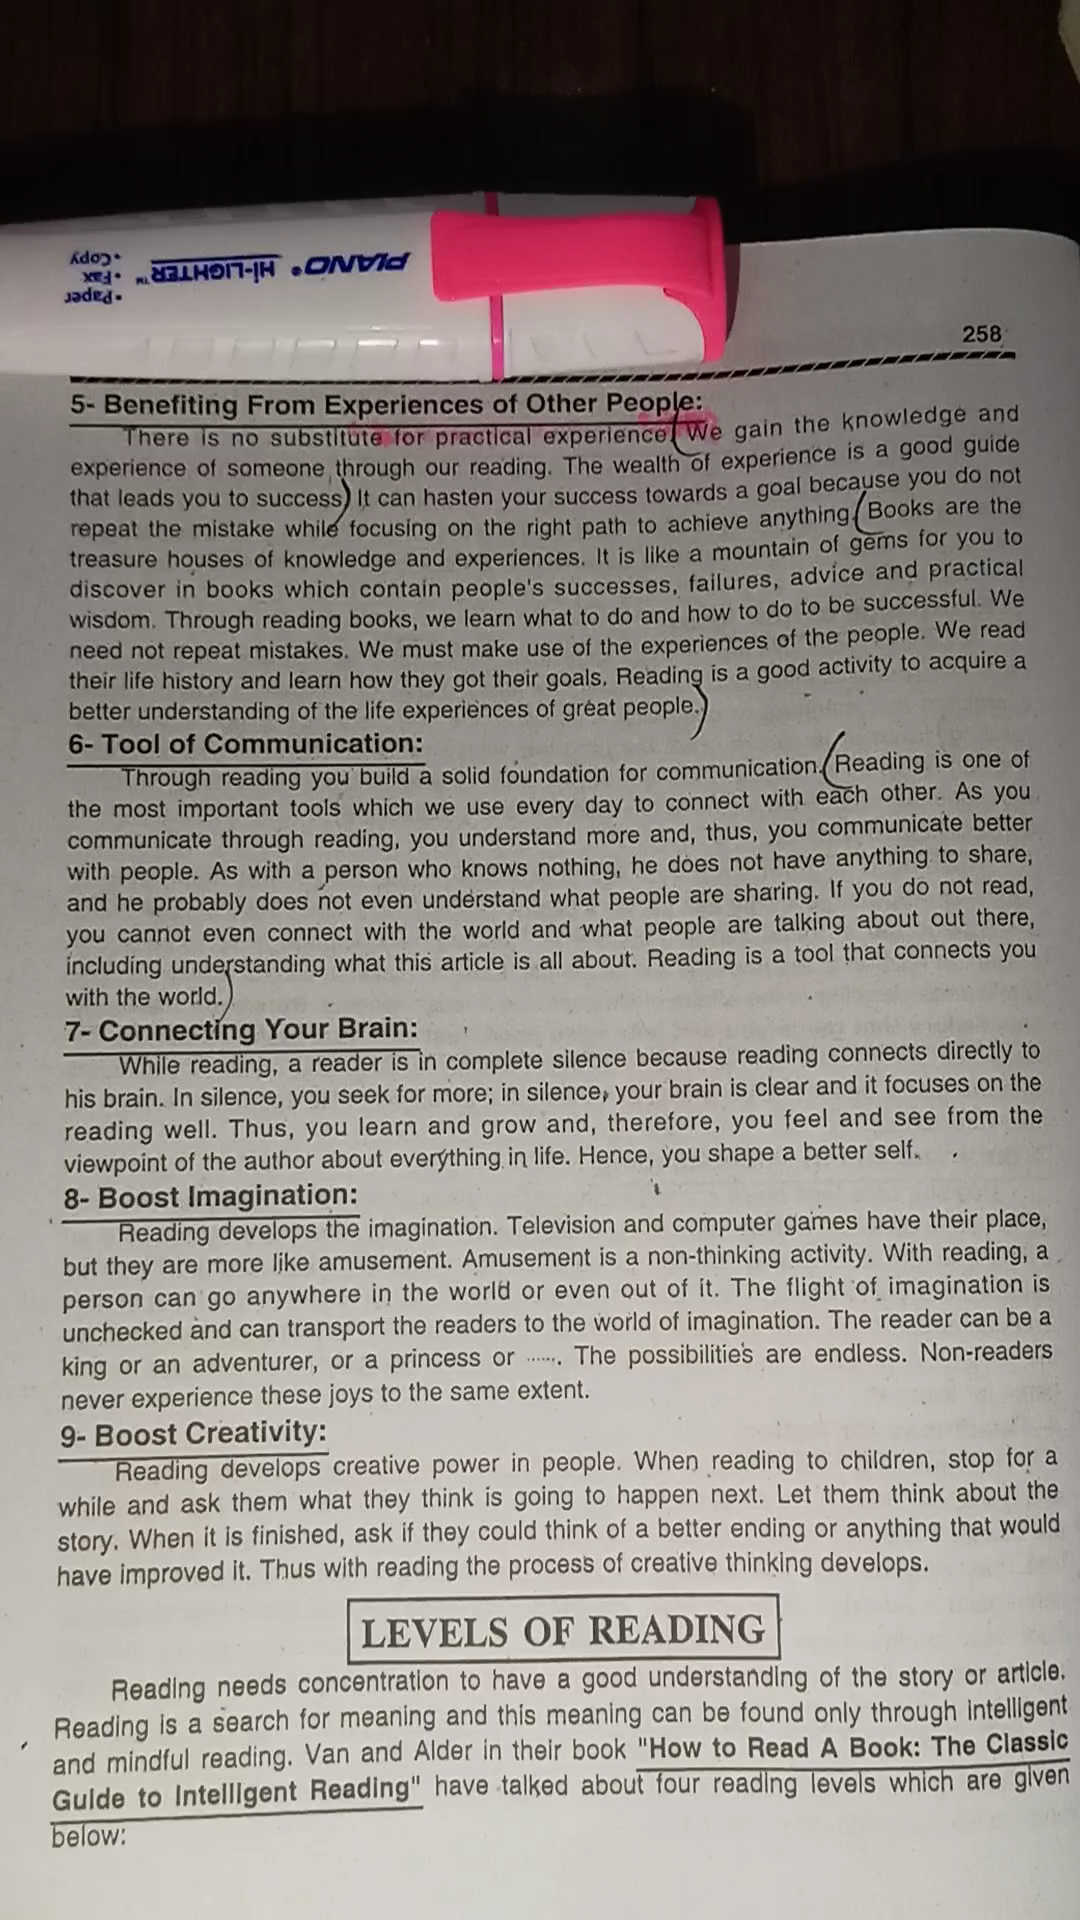 PIANO® Hi-LIGHTER™
•Paper
•Fax
•Copy
258
5- Benefiting From Experiences of Other People:
There is no substitute for practical experience. We gain the knowledge and
experience of someone through our reading. The wealth of experience is a good guide
that leads you to success. It can hasten your success towards a goal because you do not
repeat the mistake while focusing on the right path to achieve anything. Books are the
treasure houses of knowledge and experiences. It is like a mountain of gems for you to
discover in books which contain people's successes, failures, advice and practical
wisdom. Through reading books, we learn what to do and how to do to be successful. We
need not repeat mistakes. We must make use of the experiences of the people. We read
their life history and learn how they got their goals. Reading is a good activity to acquire a
better understanding of the life experiences of great people.
6- Tool of Communication:
Through reading you build a solid foundation for communication. Reading is one of
the most important tools which we use every day to connect with each other. As you
communicate through reading, you understand more and, thus, you communicate better
with people. As with a person who knows nothing, he does not have anything to share,
and he probably does not even understand what people are sharing. If you do not read,
you cannot even connect with the world and what people are talking about out there,
including understanding what this article is all about. Reading is a tool that connects you
with the world.
7- Connecting Your Brain:
While reading, a reader is in complete silence because reading connects directly to
his brain. In silence, you seek for more; in silence, your brain is clear and it focuses on the
reading well. Thus, you learn and grow and, therefore, you feel and see from the
viewpoint of the author about everything in life. Hence, you shape a better self.
8- Boost Imagination:
Reading develops the imagination. Television and computer games have their place,
but they are more like amusement. Amusement is a non-thinking activity. With reading, a
person can go anywhere in the world or even out of it. The flight of imagination is
unchecked and can transport the readers to the world of imagination. The reader can be a
king or an adventurer, or a princess or ....... The possibilities are endless. Non-readers
never experience these joys to the same extent.
9- Boost Creativity:
Reading develops creative power in people. When reading to children, stop for a
while and ask them what they think is going to happen next. Let them think about the
story. When it is finished, ask if they could think of a better ending or anything that would
have improved it. Thus with reading the process of creative thinking develops.
LEVELS OF READING
Reading needs concentration to have a good understanding of the story or article.
Reading is a search for meaning and this meaning can be found only through intelligent
and mindful reading. Van and Alder in their book "How to Read A Book: The Classic
Guide to Intelligent Reading" have talked about four reading levels which are given
below: